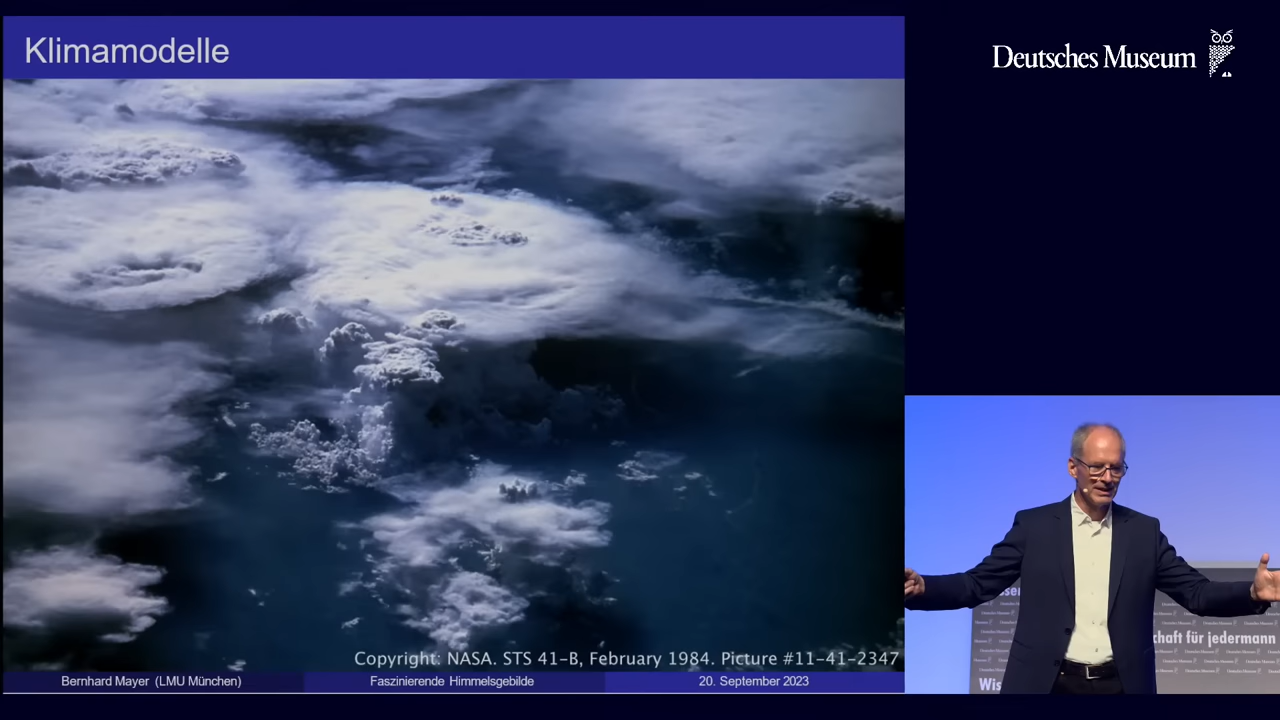 Klimamodelle
Deutsches Museum
Copyright: NASA. STS 41-B, February 1984. Picture #11-41-2347
Bernhard Mayer (LMU München)
Faszinierende Himmelsgebilde
20. September 2023
chaft für jedermann
Wis